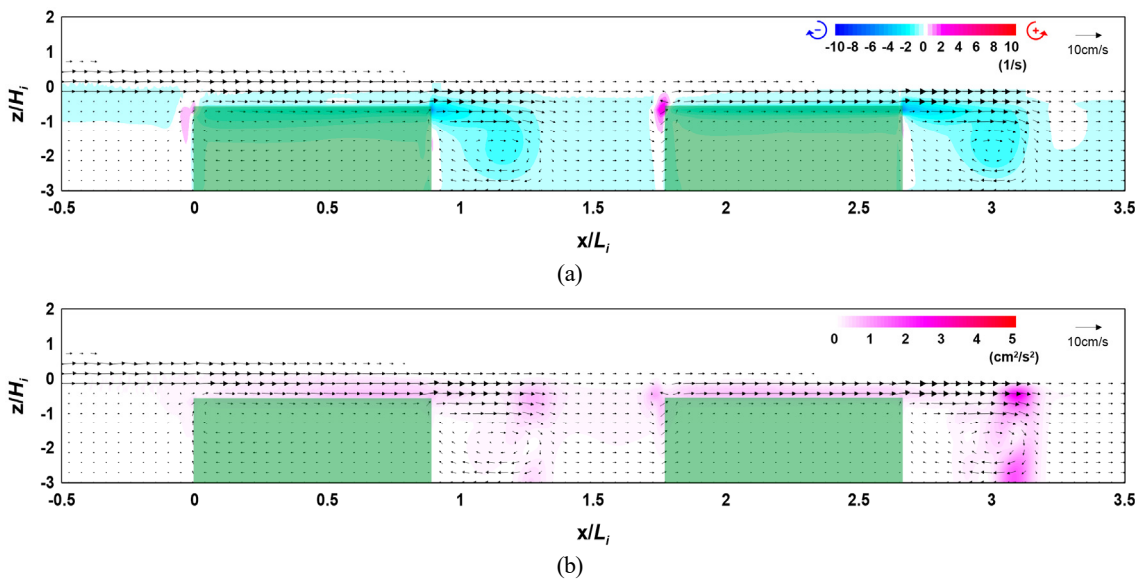 2
1
0
-1
-2
-3
z/Hi
− -10 -8 -6 -4 -2 0 2 4 6 8 10 +
(1/s)
10cm/s
-0.5 0 0.5 1 1.5 2 2.5 3 3.5
x/Li
(a)
2
1
0
-1
-2
-3
z/Hi
0 1 2 3 4 5
(cm²/s²)
10cm/s
-0.5 0 0.5 1 1.5 2 2.5 3 3.5
x/Li
(b)